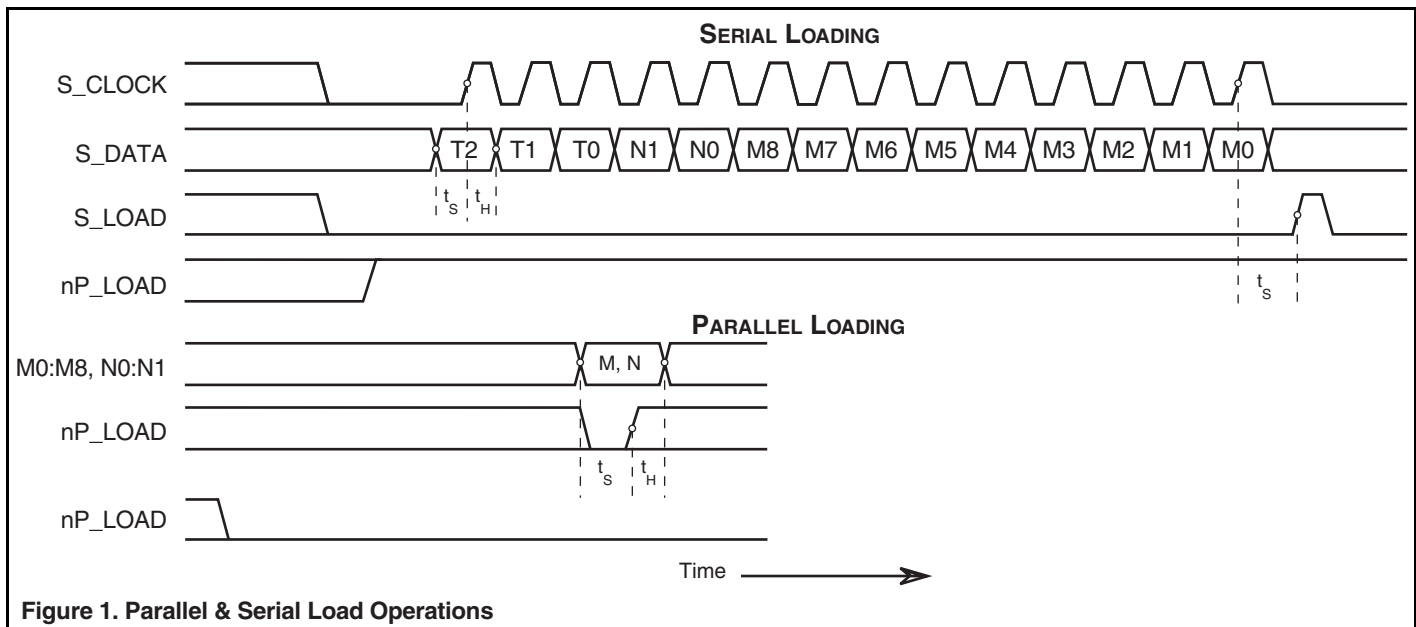 SERIAL LOADING
S_CLOCK
S_DATA
T2 T1 T0 N1 N0 M8 M7 M6 M5 M4 M3 M2 M1 M0
tS tH
S_LOAD
nP_LOAD
tS
PARALLEL LOADING
M0:M8, N0:N1
M, N
nP_LOAD
tS tH
nP_LOAD
Time
Figure 1. Parallel & Serial Load Operations